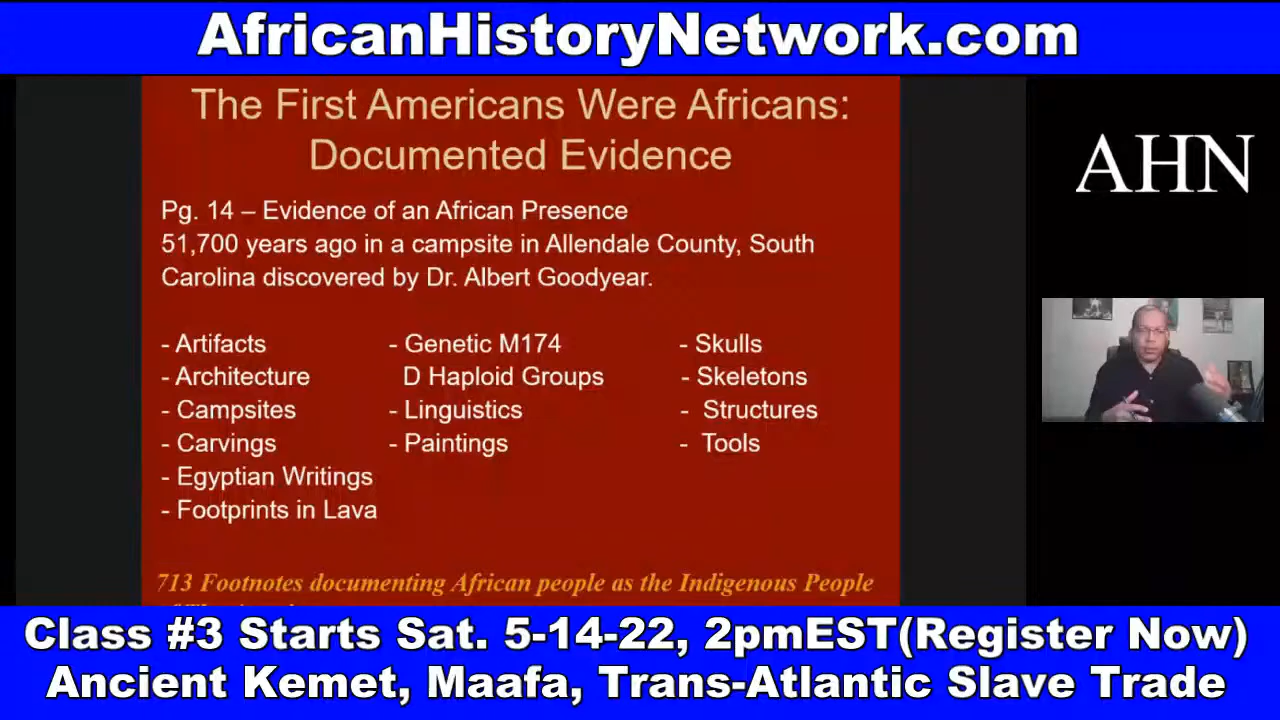 AfricanHistoryNetwork.com
The First Americans Were Africans:
Documented Evidence
AHN
Pg. 14 – Evidence of an African Presence
51,700 years ago in a campsite in Allendale County, South
Carolina discovered by Dr. Albert Goodyear.
- Artifacts - Genetic M174 - Skulls
- Architecture D Haploid Groups - Skeletons
- Campsites - Linguistics - Structures
- Carvings - Paintings - Tools
- Egyptian Writings
- Footprints in Lava
713 Footnotes documenting African people as the Indigenous People
Class #3 Starts Sat. 5-14-22, 2pmEST(Register Now)
Ancient Kemet, Maafa, Trans-Atlantic Slave Trade